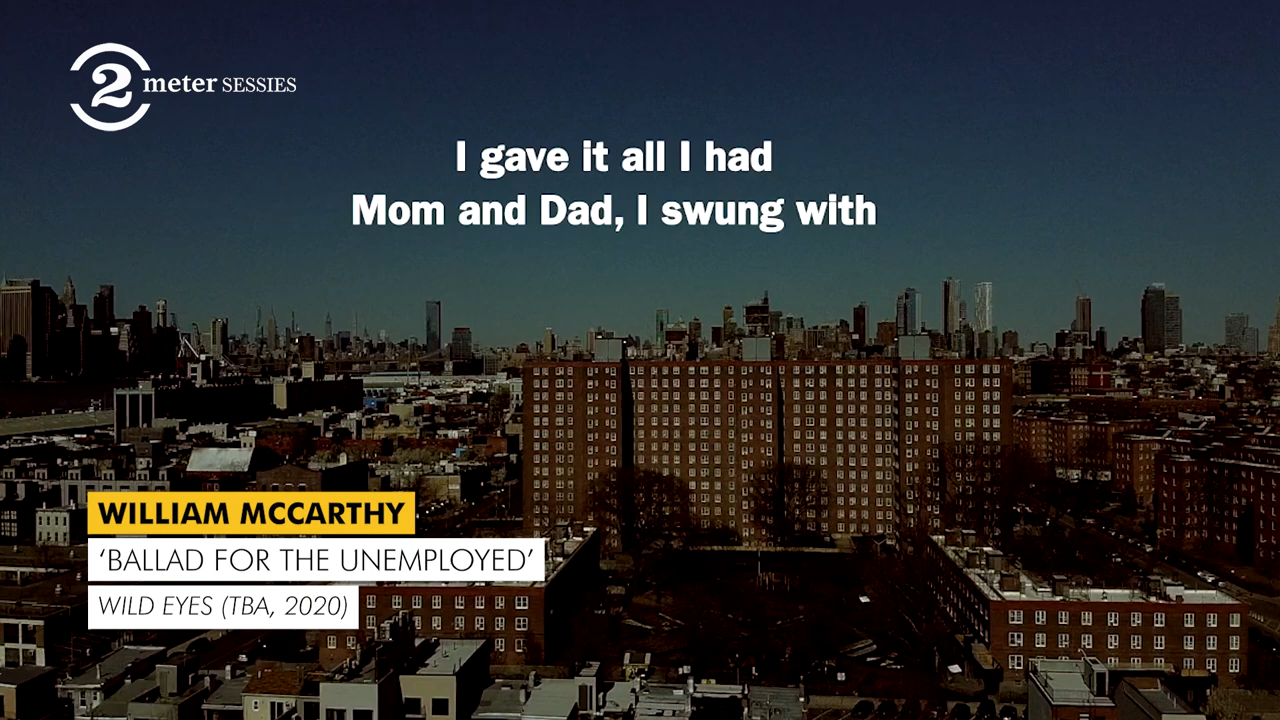 2 meter SESSIES
I gave it all I had
Mom and Dad, I swung with
WILLIAM MCCARTHY
‘BALLAD FOR THE UNEMPLOYED’
WILD EYES (TBA, 2020)